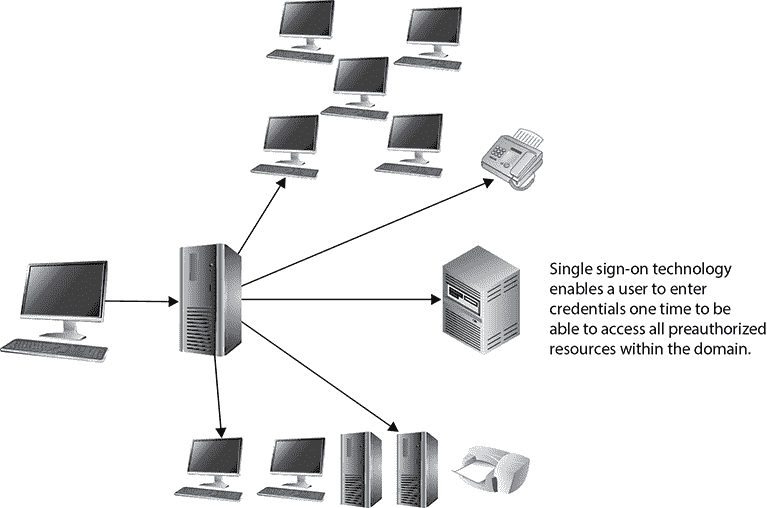 Single sign-on technology
enables a user to enter
credentials one time to be
able to access all preauthorized
resources within the domain.